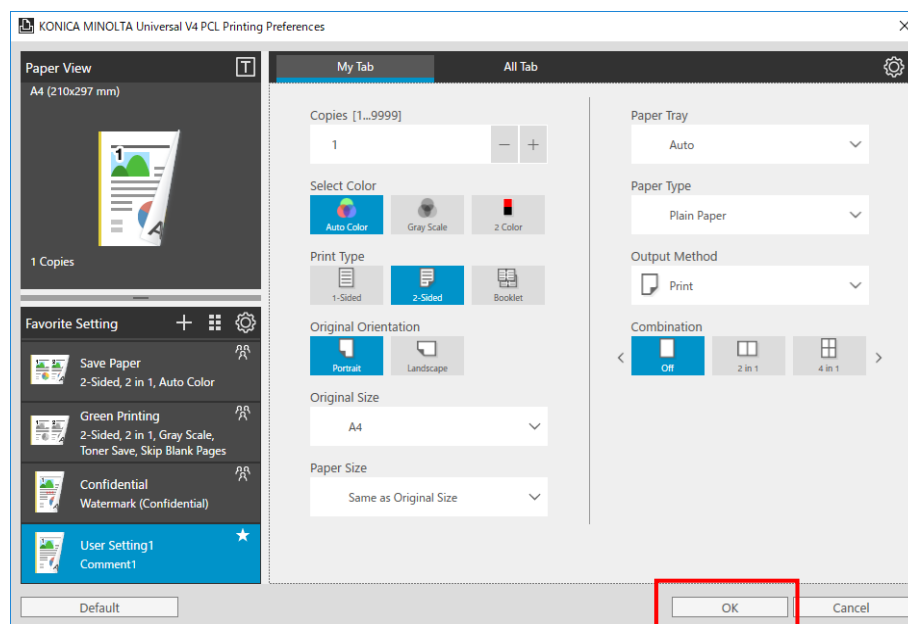 KONICA MINOLTA Universal V4 PCL Printing Preferences
Paper View
T
A4 (210x297 mm)
1
A
1 Copies
Favorite Setting
Save Paper
2-Sided, 2 in 1, Auto Color
Green Printing
2-Sided, 2 in 1, Gray Scale,
Toner Save, Skip Blank Pages
Confidential
Watermark (Confidential)
User Setting1
Comment1
My Tab
All Tab
Copies [1...9999]
1
Select Color
Auto Color
Gray Scale
2 Color
Print Type
1-Sided
2-Sided
Booklet
Original Orientation
Portrait
Landscape
Original Size
A4
Paper Size
Same as Original Size
Paper Tray
Auto
Paper Type
Plain Paper
Output Method
Print
Combination
Off
2 in 1
4 in 1
Default
OK
Cancel